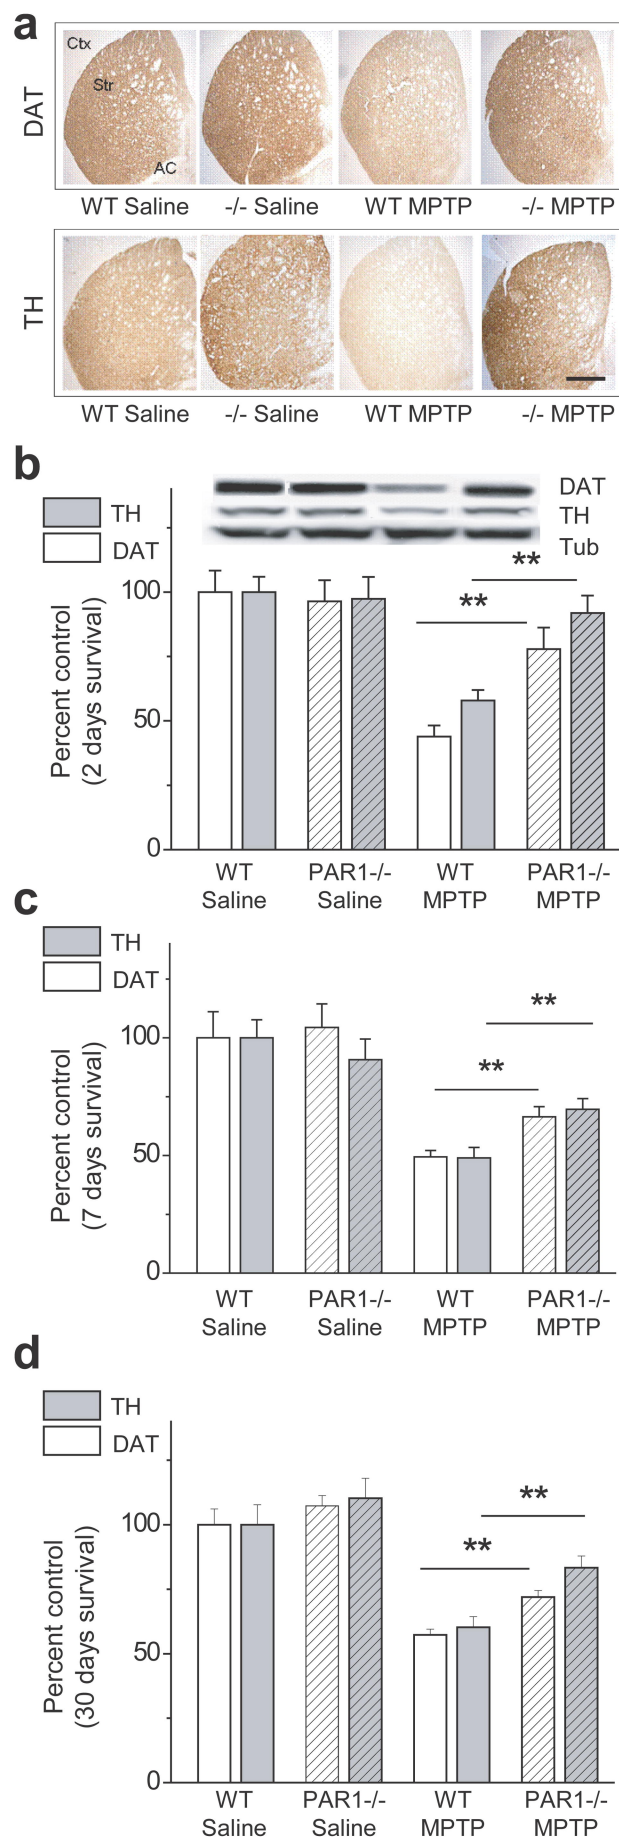 a
DAT
Ctx
Str
AC
WT Saline -/- Saline WT MPTP -/- MPTP
TH
WT Saline -/- Saline WT MPTP -/- MPTP
b
TH
DAT
DAT
TH
Tub
**
**
Percent control
(2 days survival)
100
50
0
WT PAR1-/- WT PAR1-/-
Saline Saline MPTP MPTP
c
TH
DAT
**
**
Percent control
(7 days survival)
100
50
0
WT PAR1-/- WT PAR1-/-
Saline Saline MPTP MPTP
d
TH
DAT
**
**
Percent control
(30 days survival)
100
50
0
WT PAR1-/- WT PAR1-/-
Saline Saline MPTP MPTP